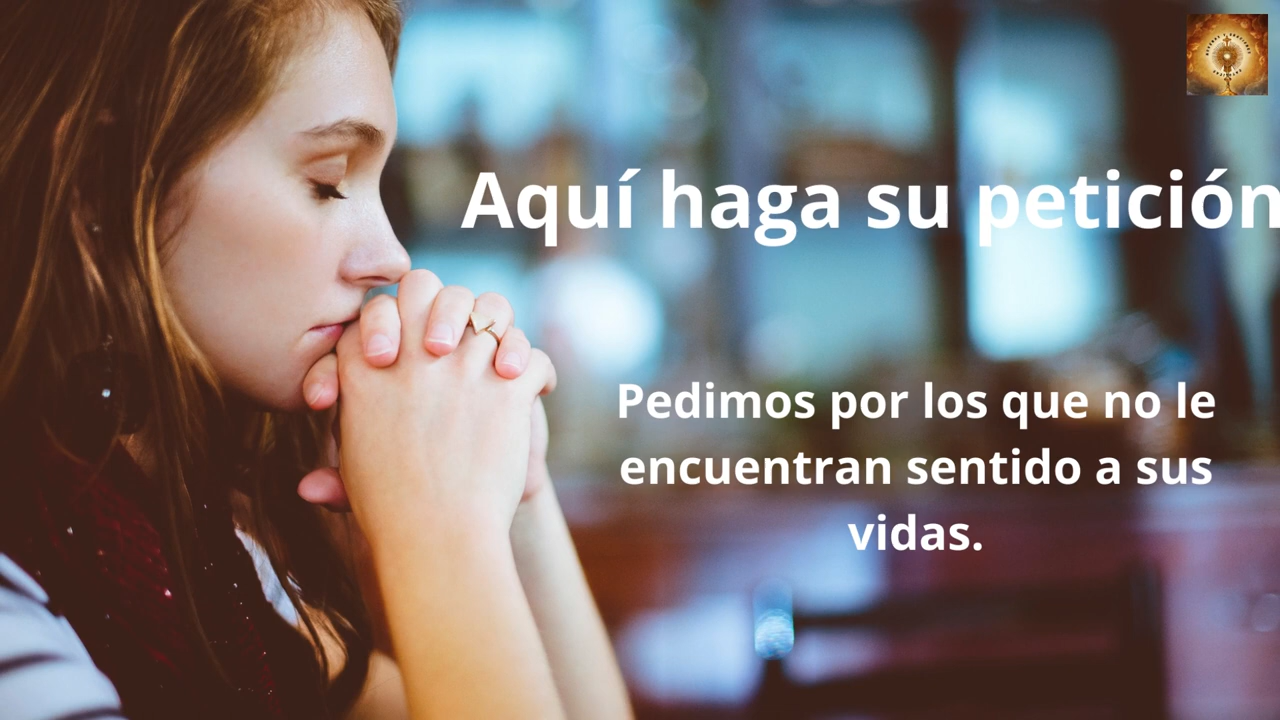 Aquí haga su petición
Pedimos por los que no le
encuentran sentido a sus
vidas.